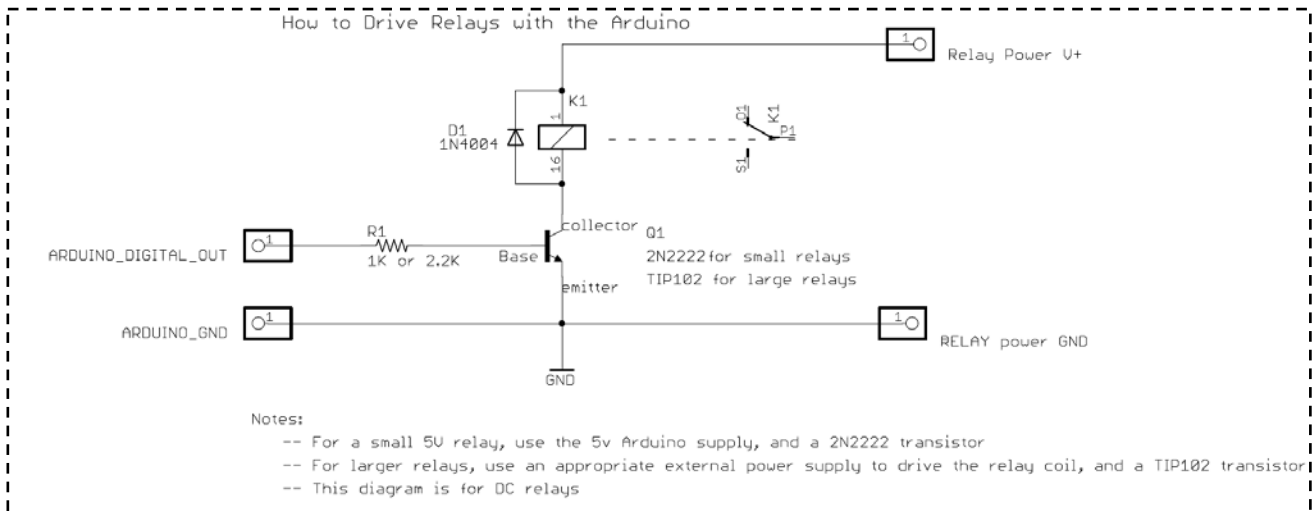 How to Drive Relays with the Arduino
1
Relay Power V+
K1
1
D1
1N4004
16
O1
K1
P1
S1
collector
Q1
R1
1
ARDUINO_DIGITAL_OUT
1K or 2.2K
Base
2N2222 for small relays
TIP102 for large relays
emitter
1
ARDUINO_GND
1
RELAY power GND
GND
Notes:
-- For a small 5V relay, use the 5v Arduino supply, and a 2N2222 transistor
-- For larger relays, use an appropriate external power supply to drive the relay coil, and a TIP102 transistor
-- This diagram is for DC relays